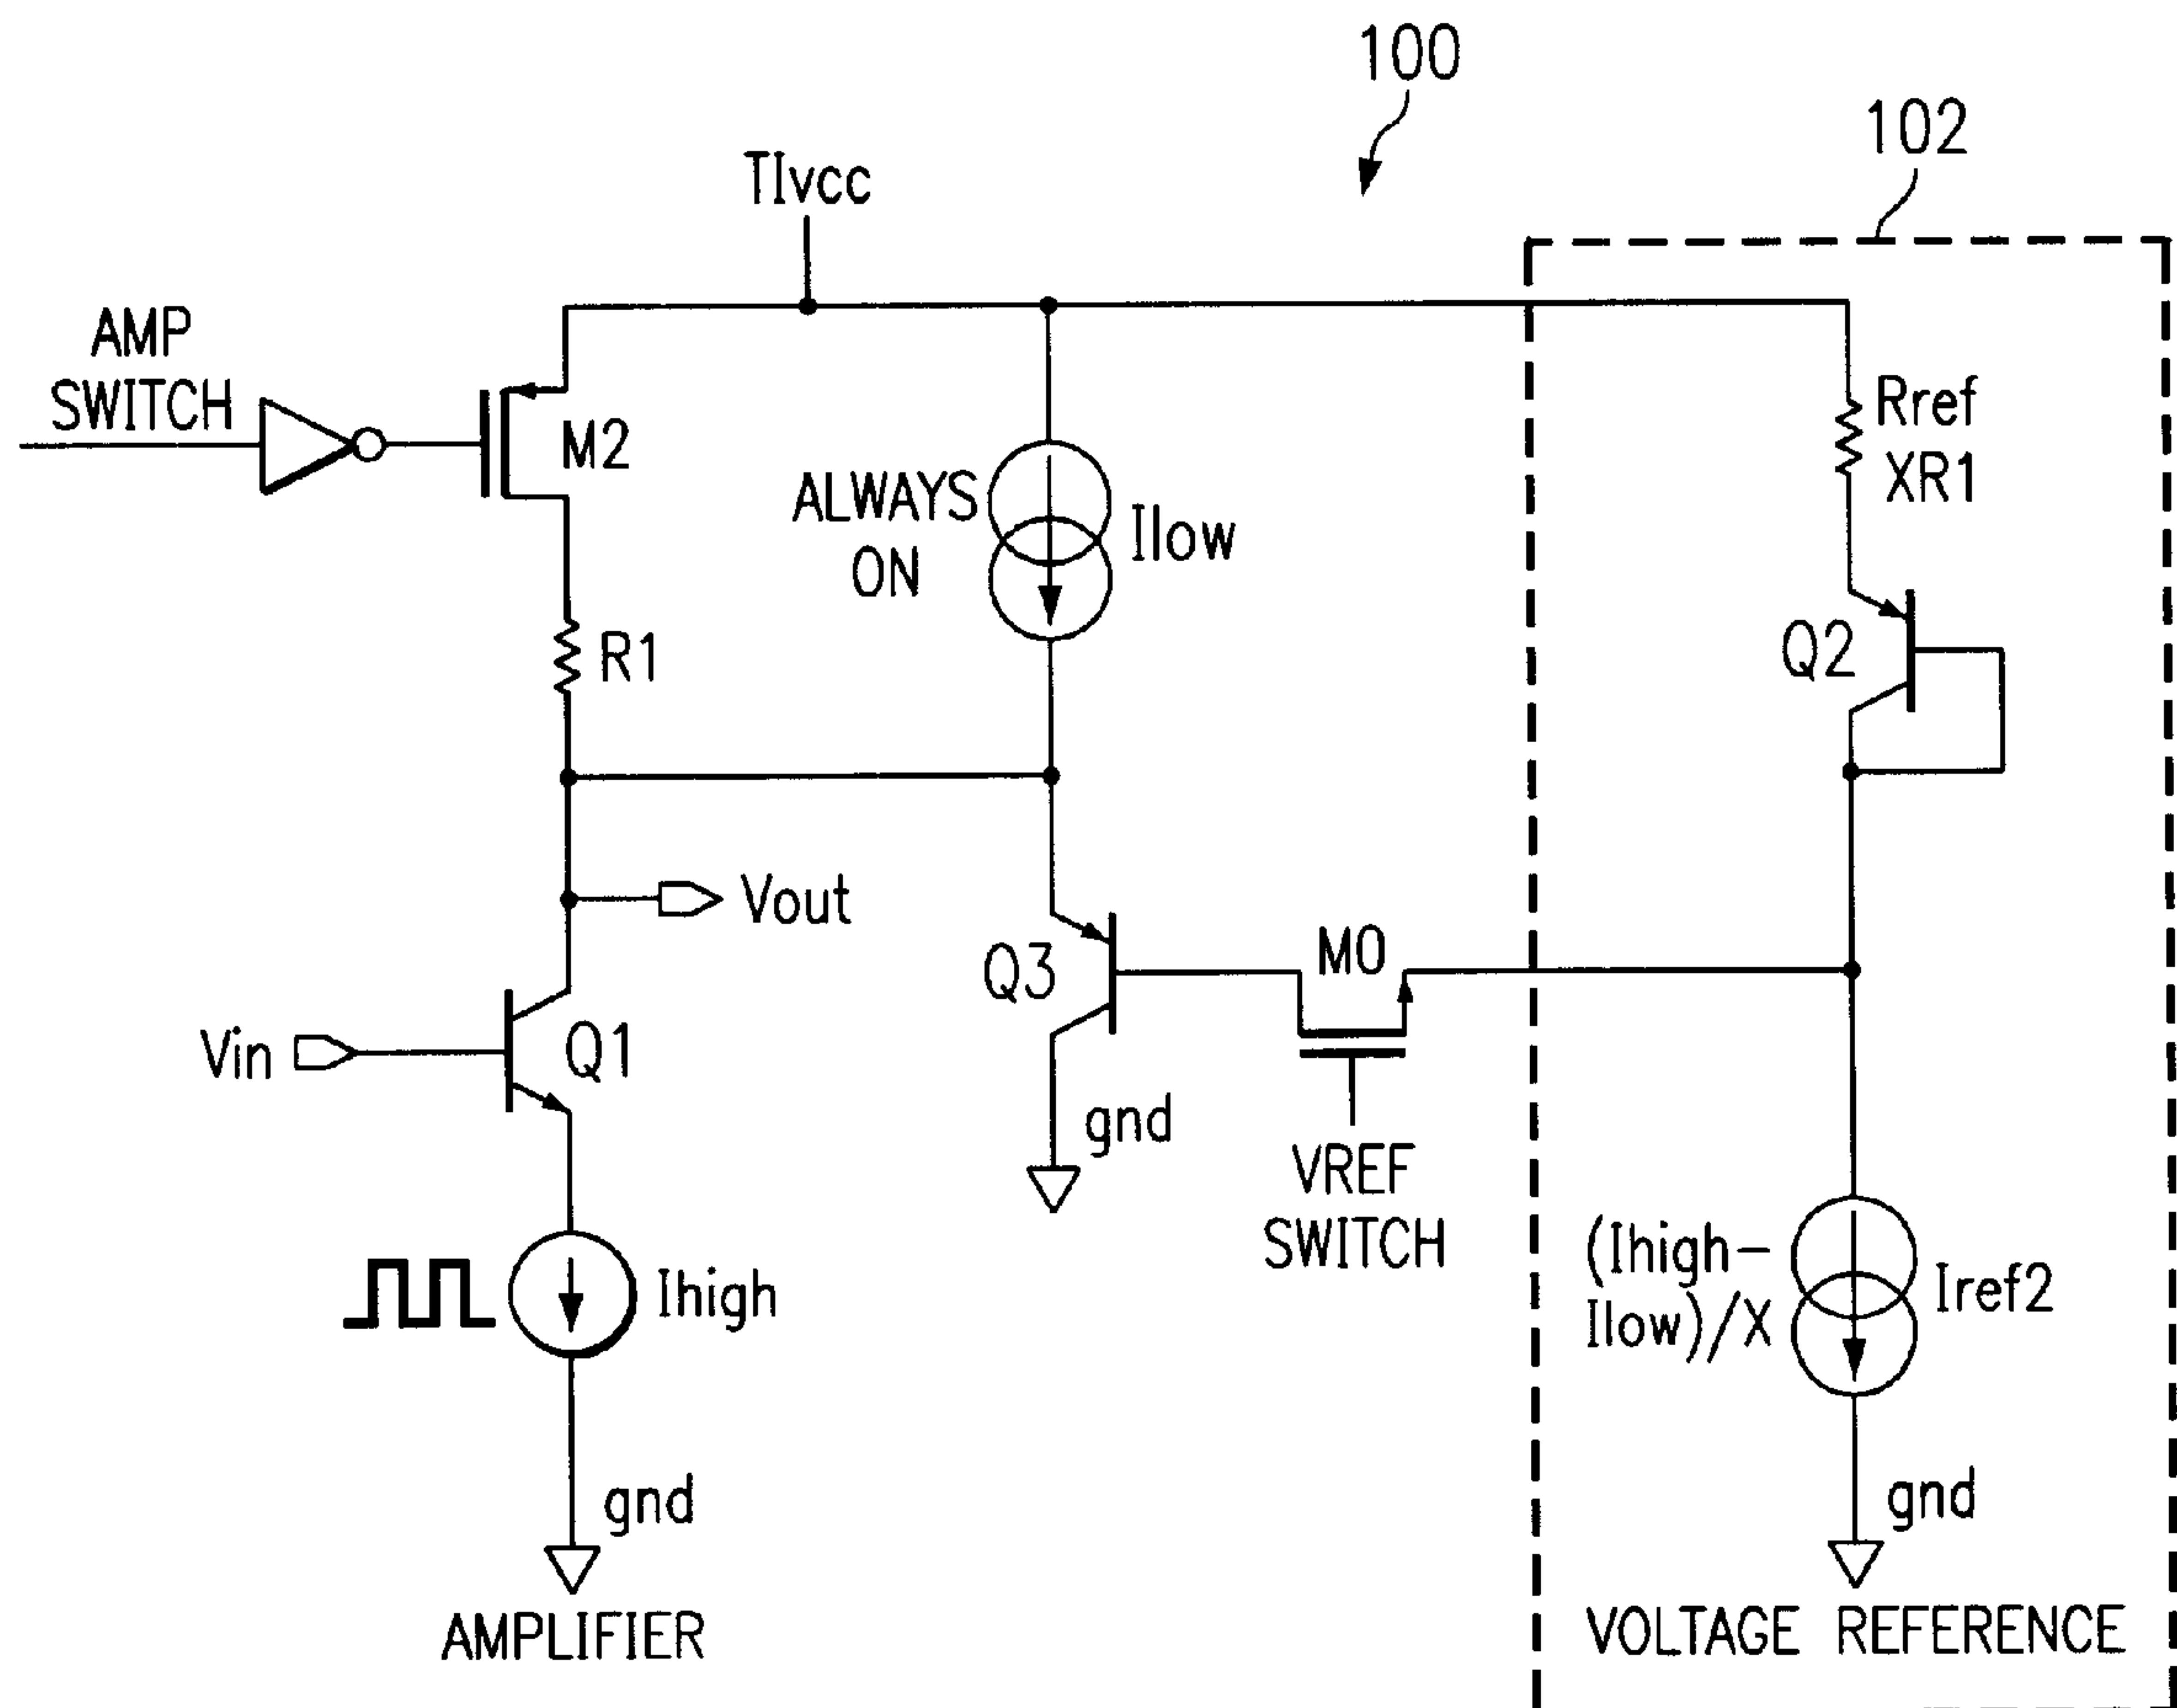 100
102
TIvcc
AMP
SWITCH
M2
ALWAYS
ON
Ilow
Rref
XR1
R1
Q2
Vout
Q3
M0
Vin
Q1
gnd
VREF
SWITCH
Ihigh
(Ihigh-
Ilow)/X
Iref2
gnd
gnd
AMPLIFIER
VOLTAGE REFERENCE